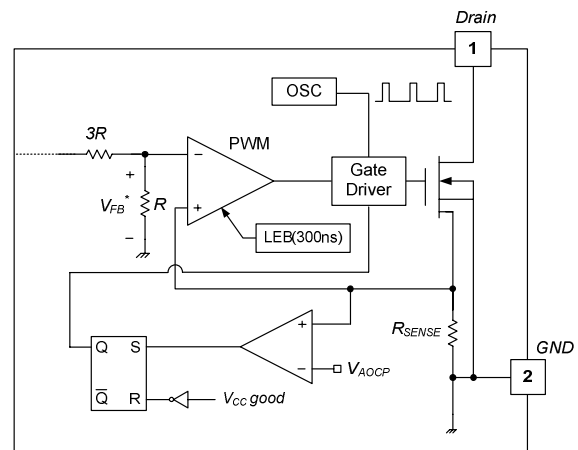 Drain
1
OSC
3R
PWM
−
+
Gate
Driver
+
V_FB*
R
−
+
LEB(300ns)
R_SENSE
GND
2
+
−
V_AOCP
Q
S
Q̅
R
V_CC good